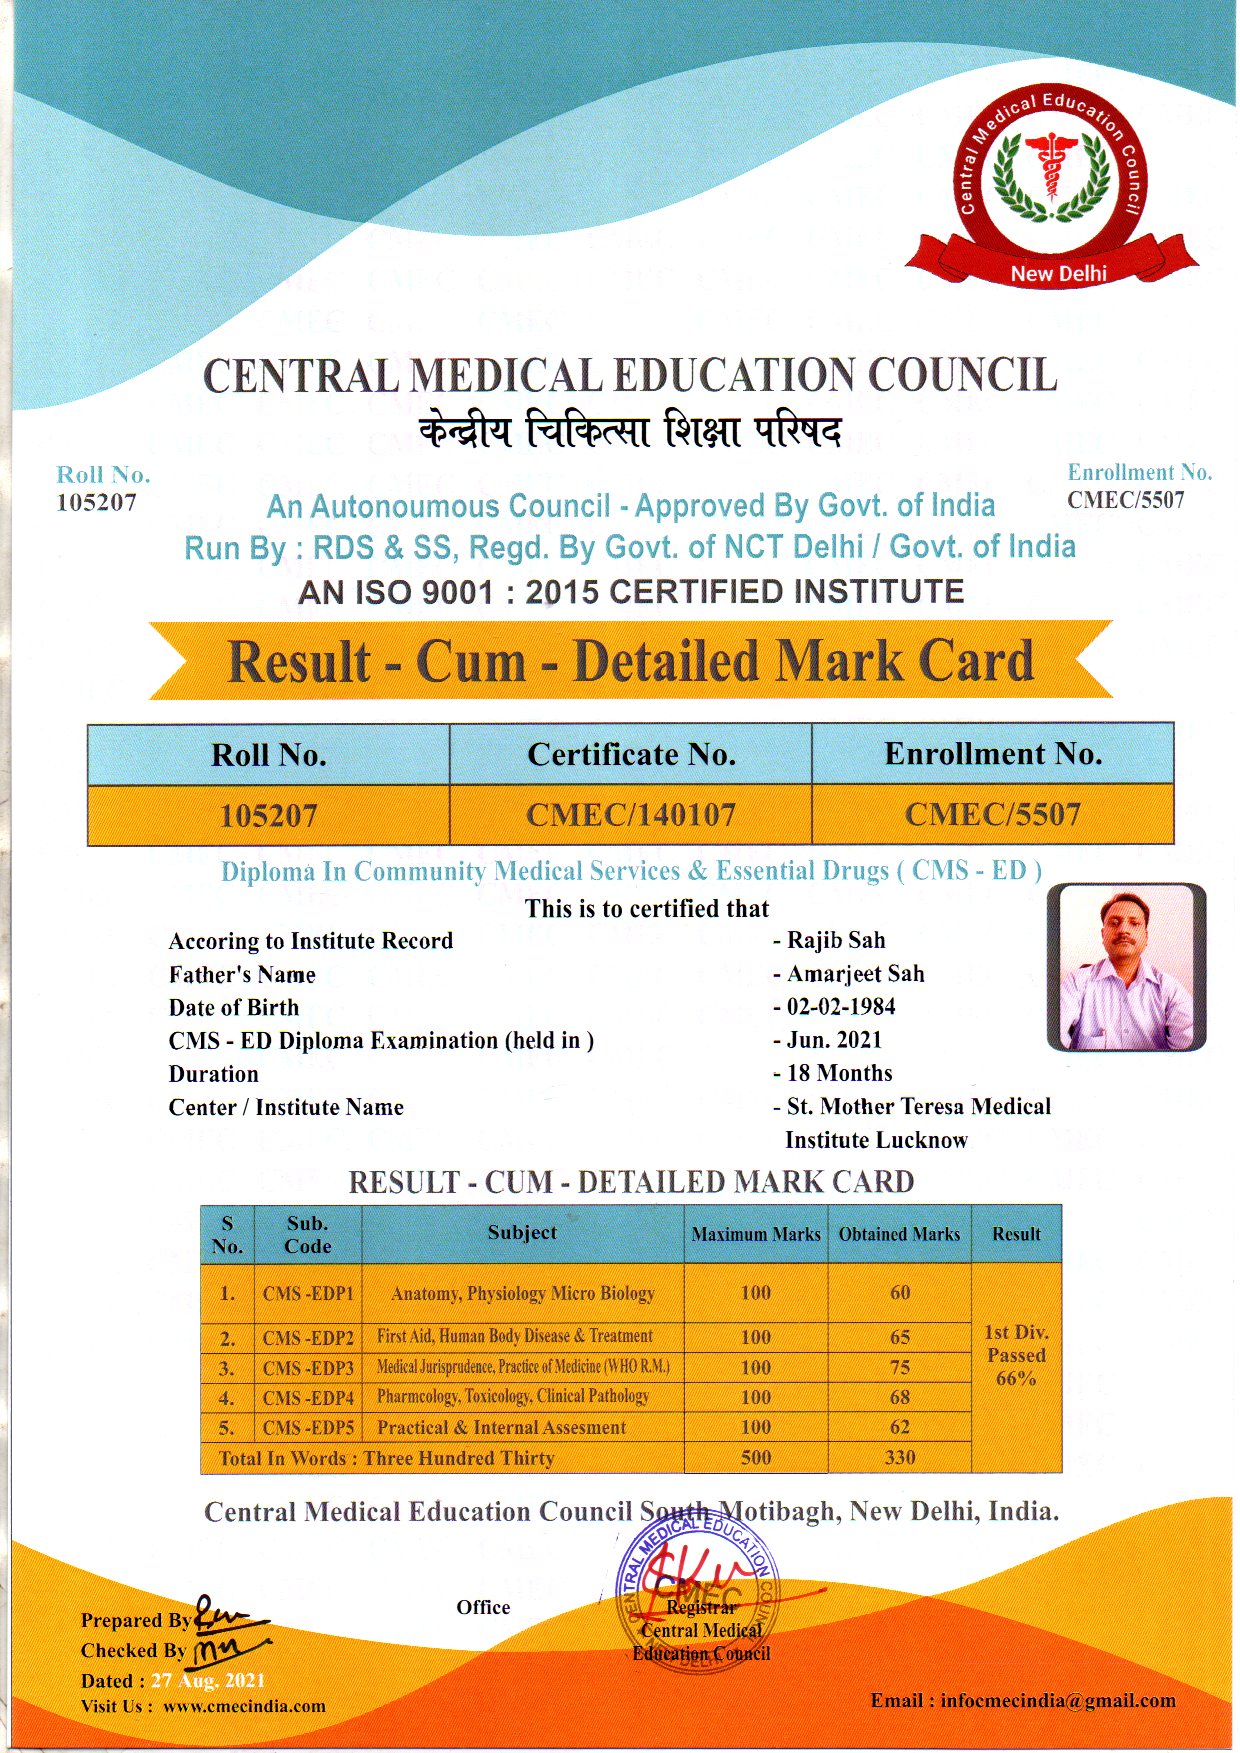 Central Medical Education Council
New Delhi
CENTRAL MEDICAL EDUCATION COUNCIL
केन्द्रीय चिकित्सा शिक्षा परिषद
Roll No.
105207
Enrollment No.
CMEC/5507
An Autonoumous Council - Approved By Govt. of India
Run By : RDS & SS, Regd. By Govt. of NCT Delhi / Govt. of India
AN ISO 9001 : 2015 CERTIFIED INSTITUTE
Result - Cum - Detailed Mark Card
Roll No. Certificate No. Enrollment No.
105207 CMEC/140107 CMEC/5507
Diploma In Community Medical Services & Essential Drugs ( CMS - ED )
This is to certified that
Accoring to Institute Record - Rajib Sah
Father's Name - Amarjeet Sah
Date of Birth - 02-02-1984
CMS - ED Diploma Examination (held in ) - Jun. 2021
Duration - 18 Months
Center / Institute Name - St. Mother Teresa Medical
Institute Lucknow
RESULT - CUM - DETAILED MARK CARD
S No. Sub. Code Subject Maximum Marks Obtained Marks Result
1. CMS -EDP1 Anatomy, Physiology Micro Biology 100 60
2. CMS -EDP2 First Aid, Human Body Disease & Treatment 100 65
3. CMS -EDP3 Medical Jurisprudence, Practice of Medicine (WHO R.M.) 100 75
4. CMS -EDP4 Pharmcology, Toxicology, Clinical Pathology 100 68
5. CMS -EDP5 Practical & Internal Assesment 100 62
1st Div.
Passed
66%
Total In Words : Three Hundred Thirty 500 330
Central Medical Education Council South Motibagh, New Delhi, India.
CENTRAL MEDICAL EDUCATION COUNCIL
CMEC
NEW DELHI
Prepared By
Checked By
Dated : 27 Aug. 2021
Visit Us : www.cmecindia.com
Office
Registrar
Central Medical
Education Council
Email : infocmecindia@gmail.com